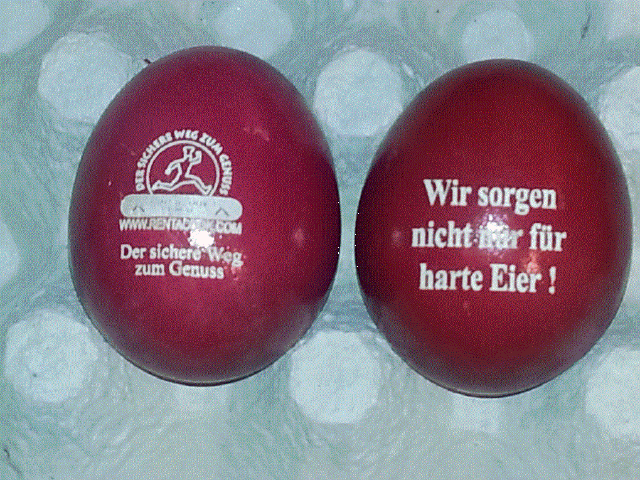 DER SICHERE WEG ZUM GENUSS
Der sichere Weg
zum Genuss
Wir sorgen
nicht nur für
harte Eier !